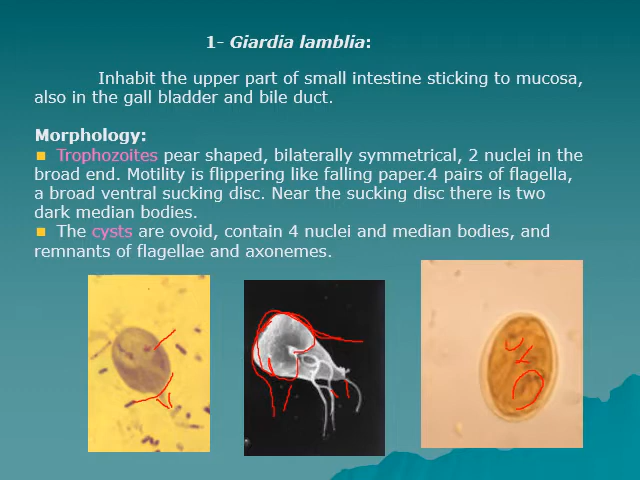 1- Giardia lamblia:
Inhabit the upper part of small intestine sticking to mucosa,
also in the gall bladder and bile duct.
Morphology:
Trophozoites pear shaped, bilaterally symmetrical, 2 nuclei in the
broad end. Motility is flippering like falling paper.4 pairs of flagella,
a broad ventral sucking disc. Near the sucking disc there is two
dark median bodies.
The cysts are ovoid, contain 4 nuclei and median bodies, and
remnants of flagellae and axonemes.